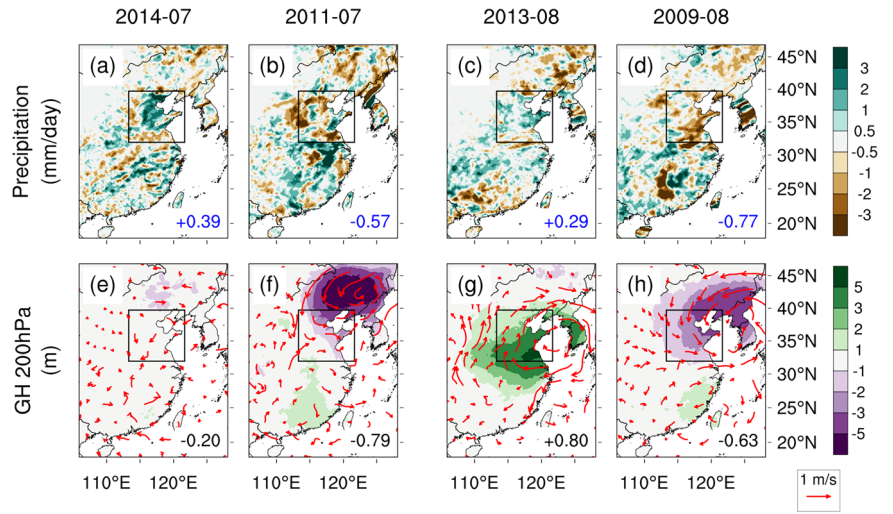 2014-07 2011-07 2013-08 2009-08
Precipitation
(mm/day)
(a) (b) (c) (d)
+0.39 -0.57 +0.29 -0.77
45°N
40°N
35°N
30°N
25°N
20°N
3
2
1
0.5
-0.5
-1
-2
-3
GH 200hPa
(m)
(e) (f) (g) (h)
-0.20 -0.79 +0.80 -0.63
45°N
40°N
35°N
30°N
25°N
20°N
5
3
2
1
-1
-2
-3
-5
110°E 120°E 110°E 120°E 110°E 120°E 110°E 120°E
1 m/s